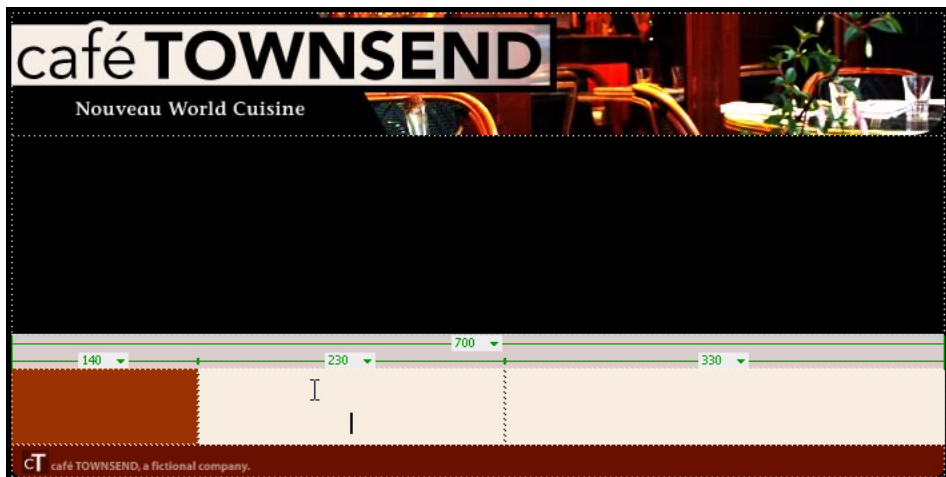 café TOWNSEND
Nouveau World Cuisine
700
140 230 330
cT café TOWNSEND, a fictional company.